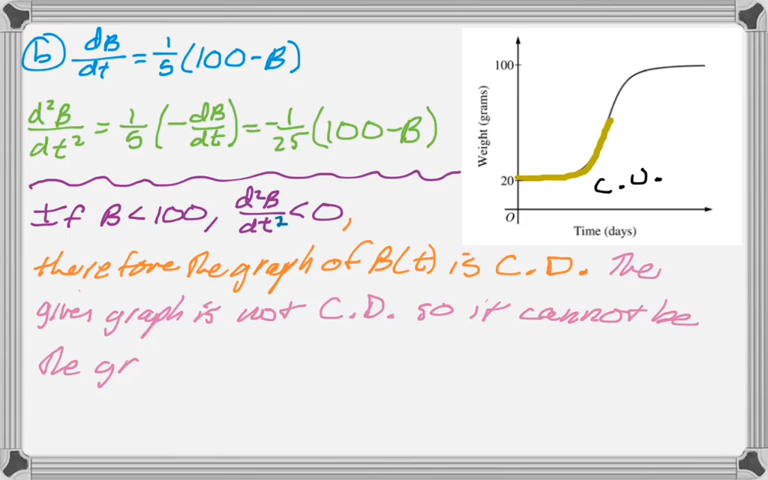 (b) dB/dt = 1/5 (100 - B)
d²B/dt² = 1/5 (- dB/dt) = -1/25 (100 - B)
If B < 100, d²B/dt² < 0,
therefore the graph of B(t) is C.D. The
given graph is not C.D. so it cannot be
the gr
Weight (grams)
100
20
O
C.U.
Time (days)